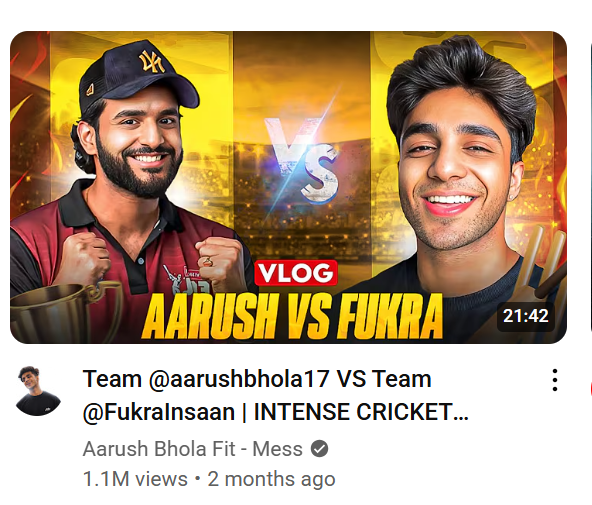 VS
VLOG
AARUSH VS FUKRA
21:42
Team @aarushbhola17 VS Team
@FukraInsaan | INTENSE CRICKET…
Aarush Bhola Fit - Mess
1.1M views • 2 months ago